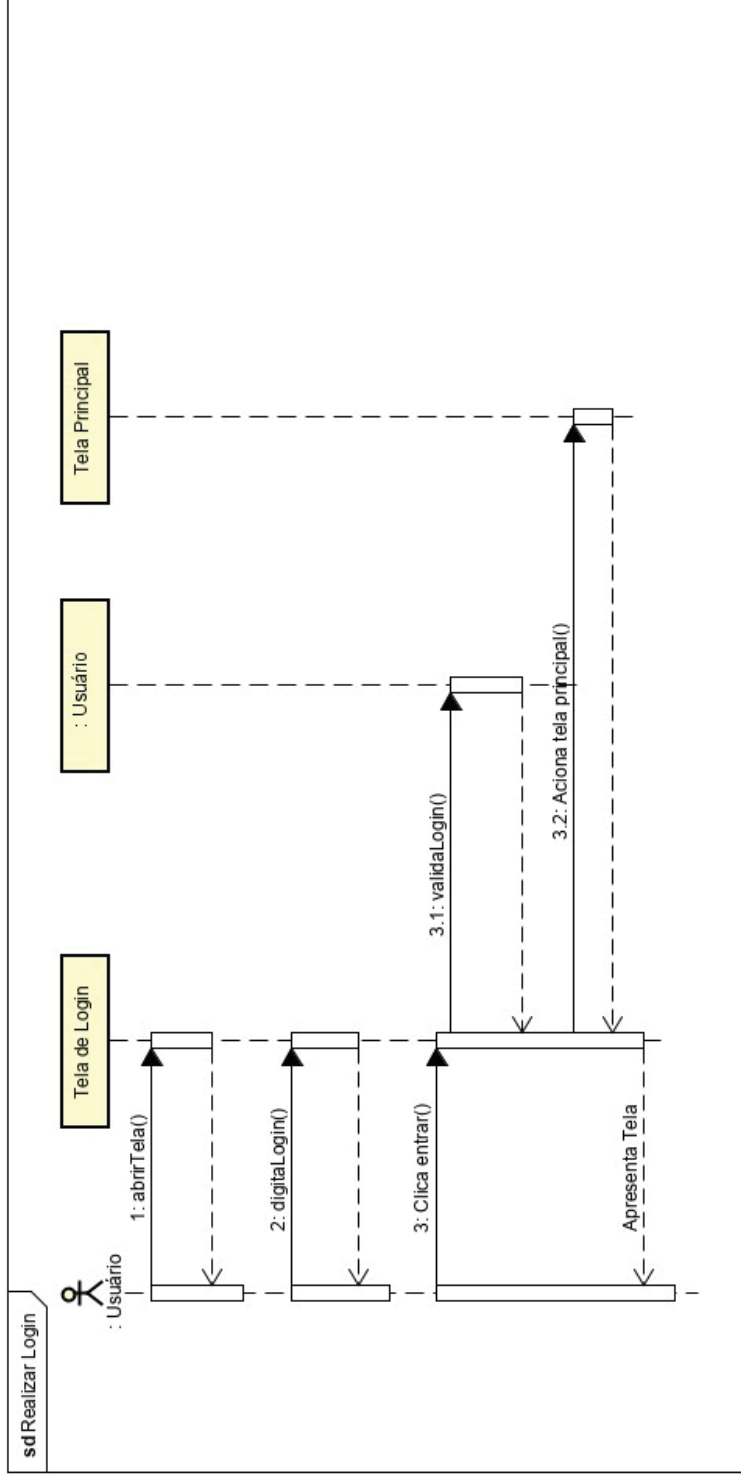 sd Realizar Login
: Usuário
Tela de Login
: Usuário
Tela Principal
1: abrirTela()
2: digitaLogin()
3: Clica entrar()
3.1: validaLogin()
3.2: Aciona tela principal()
Apresenta Tela